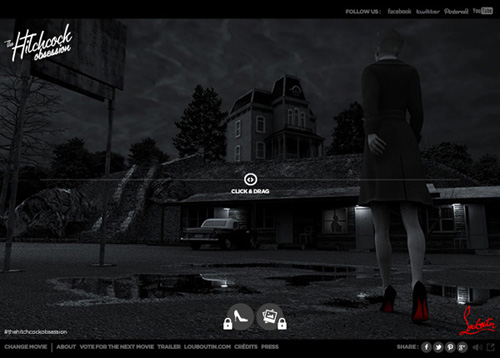 FOLLOW US : facebook twitter Pinterest YouTube
The Hitchcock obsession
CLICK & DRAG
#thehitchcockobsession
Louboutin
CHANGE MOVIE | ABOUT VOTE FOR THE NEXT MOVIE TRAILER LOUBOUTIN.COM CRÉDITS PRESS SHARE :